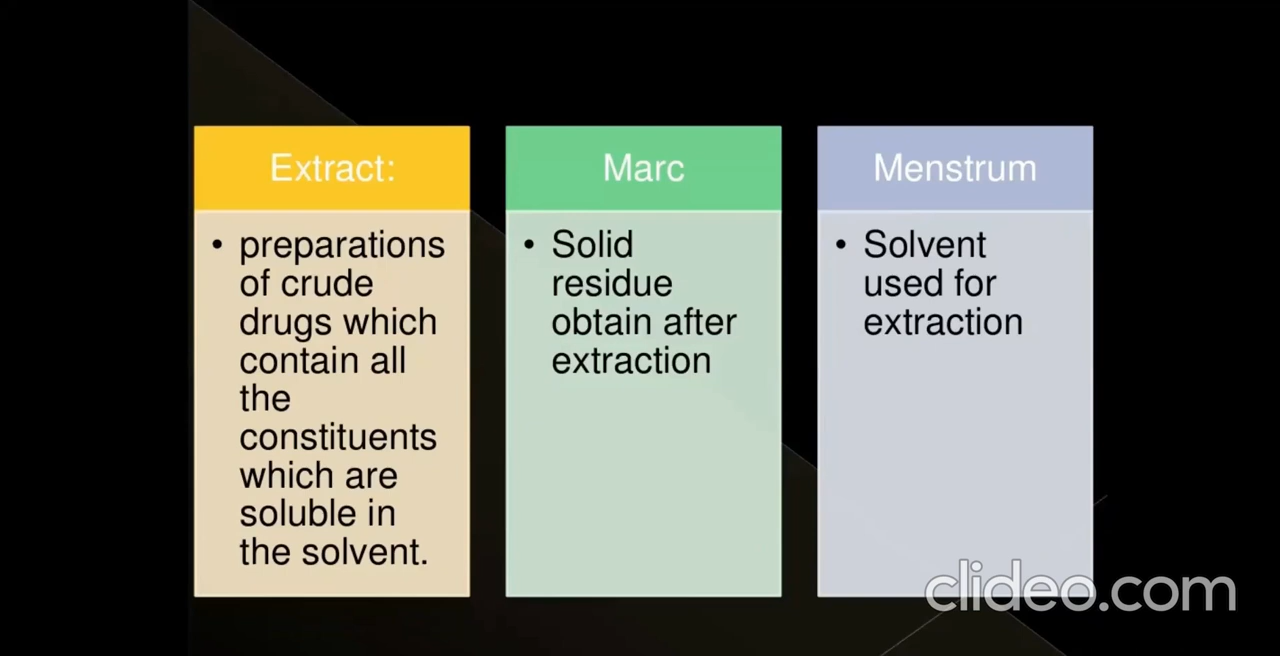 Extract:
• preparations
of crude
drugs which
contain all
the
constituents
which are
soluble in
the solvent.
Marc
• Solid
residue
obtain after
extraction
Menstrum
• Solvent
used for
extraction
clideo.com